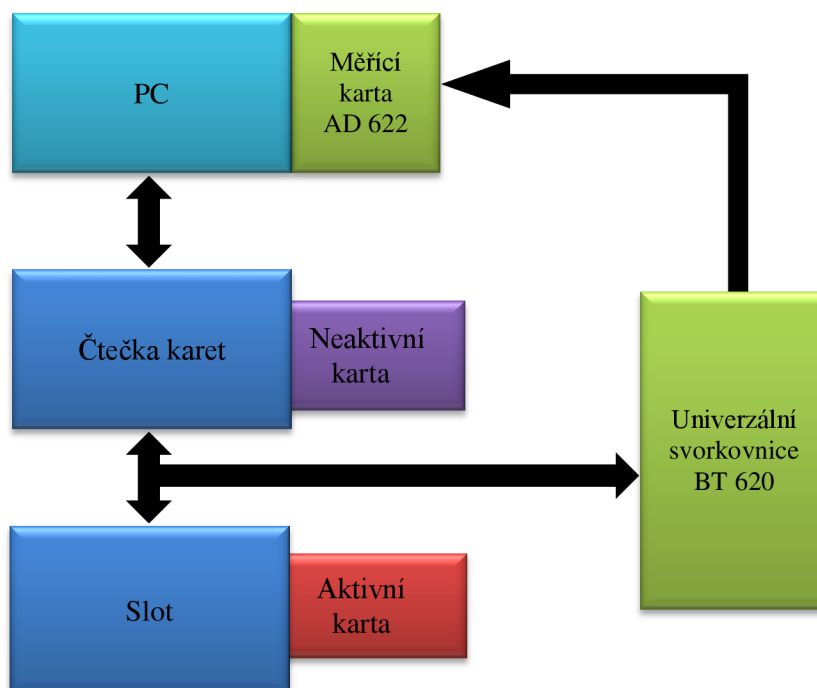 PC
Měřící
karta
AD 622
Čtečka karet
Neaktivní
karta
Univerzální
svorkovnice
BT 620
Slot
Aktivní
karta